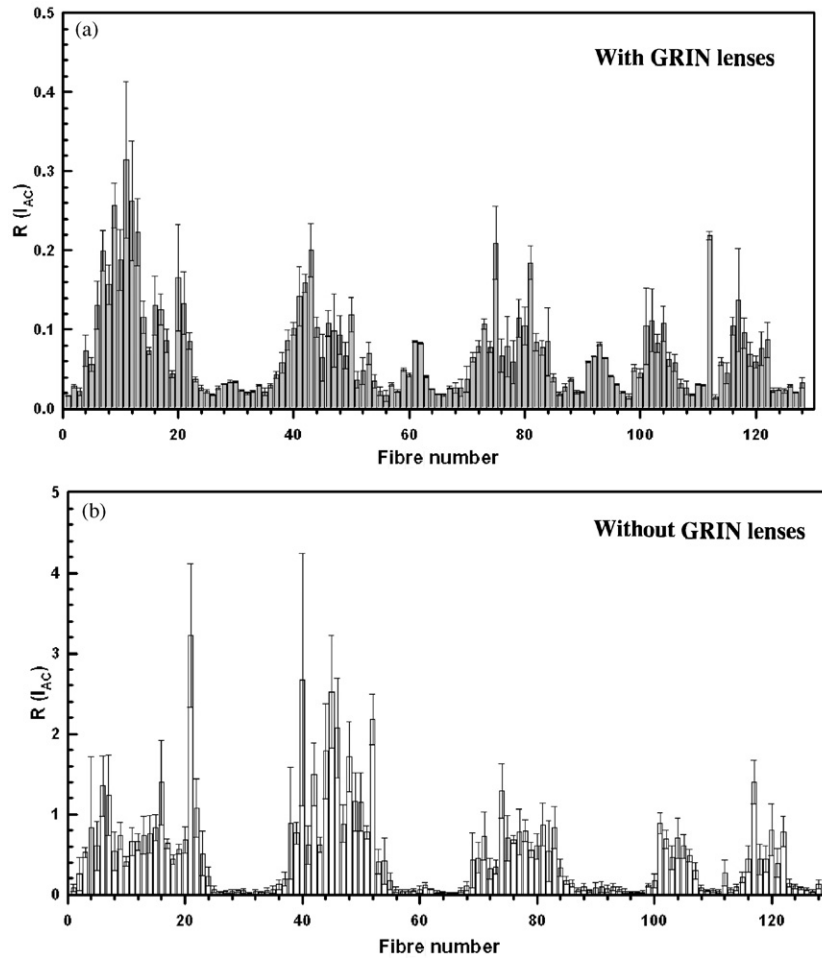 (a)
With GRIN lenses
R (I_AC)
0.5
0.4
0.3
0.2
0.1
0.0
0 20 40 60 80 100 120
Fibre number
(b)
Without GRIN lenses
R (I_AC)
5
4
3
2
1
0
0 20 40 60 80 100 120
Fibre number